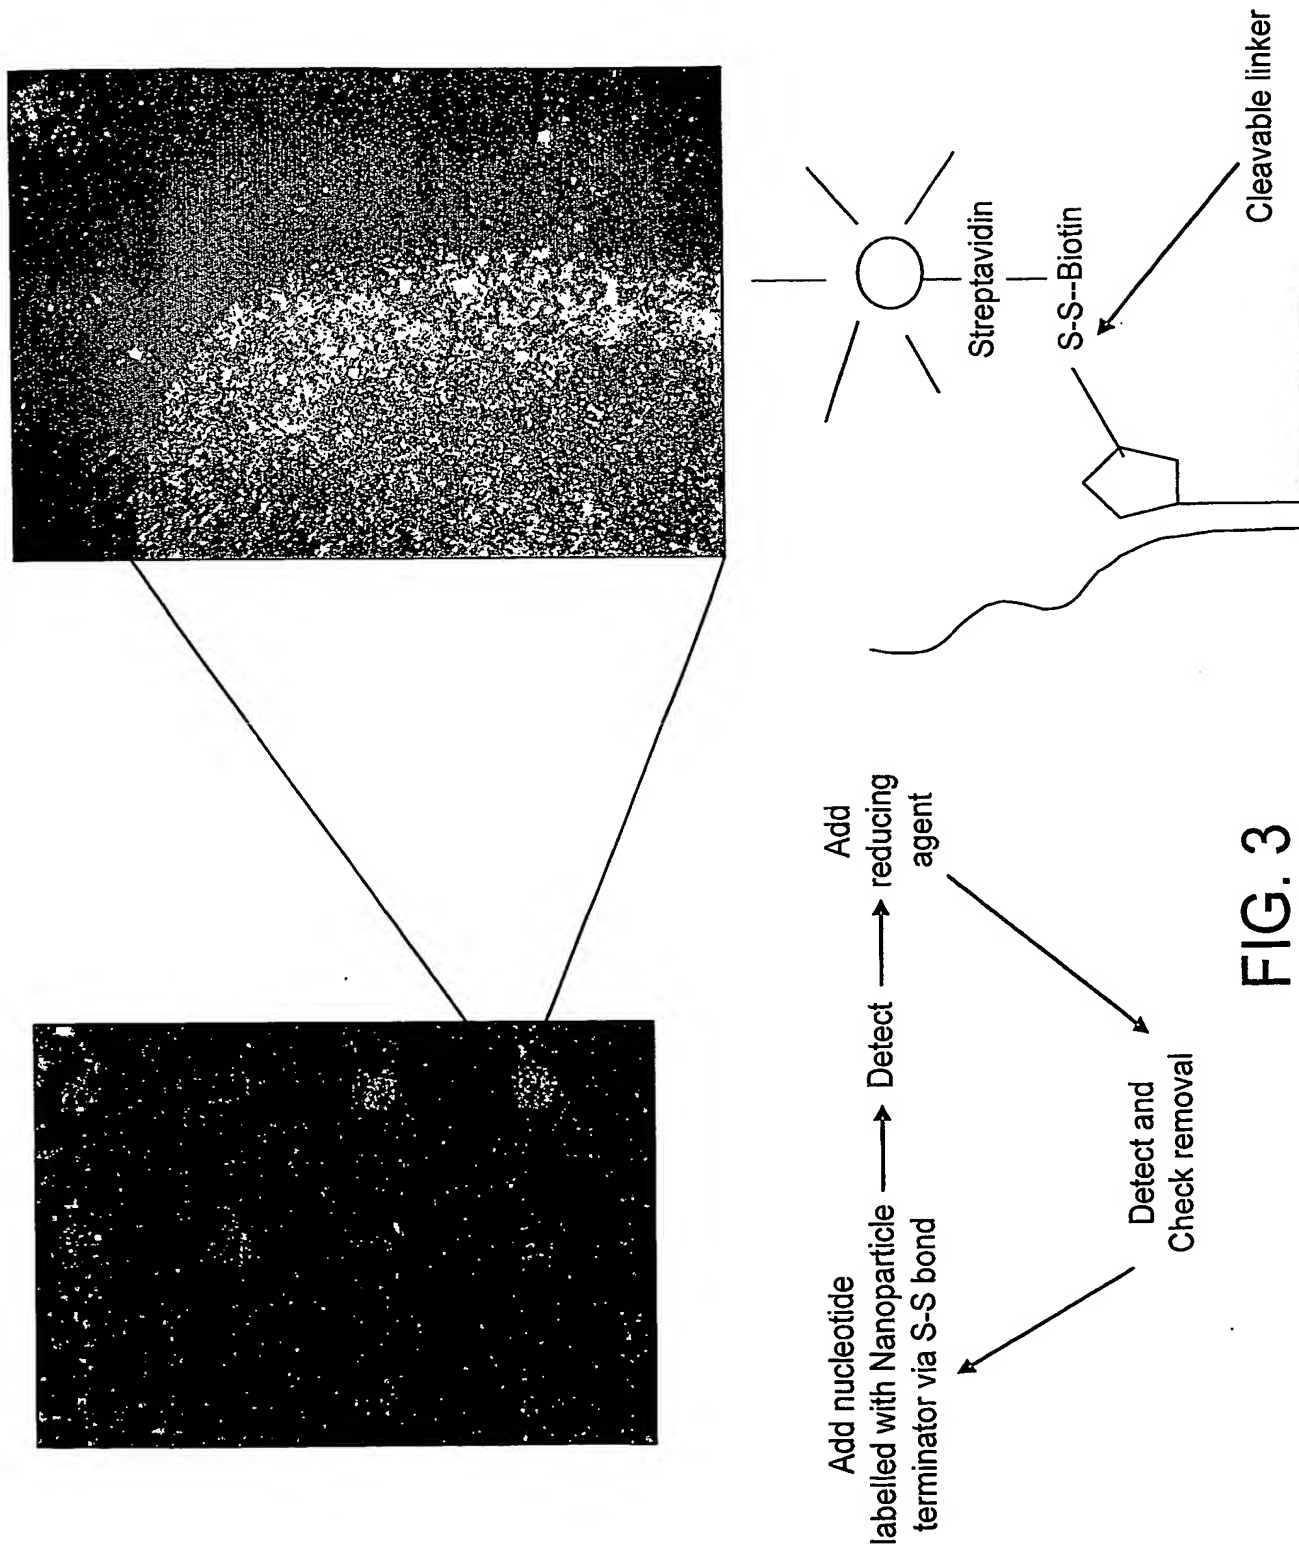 Streptavidin
S-S--Biotin
Cleavable linker
Add nucleotide
labelled with Nanoparticle
terminator via S-S bond
Detect
Add
reducing
agent
Detect and
Check removal
FIG. 3